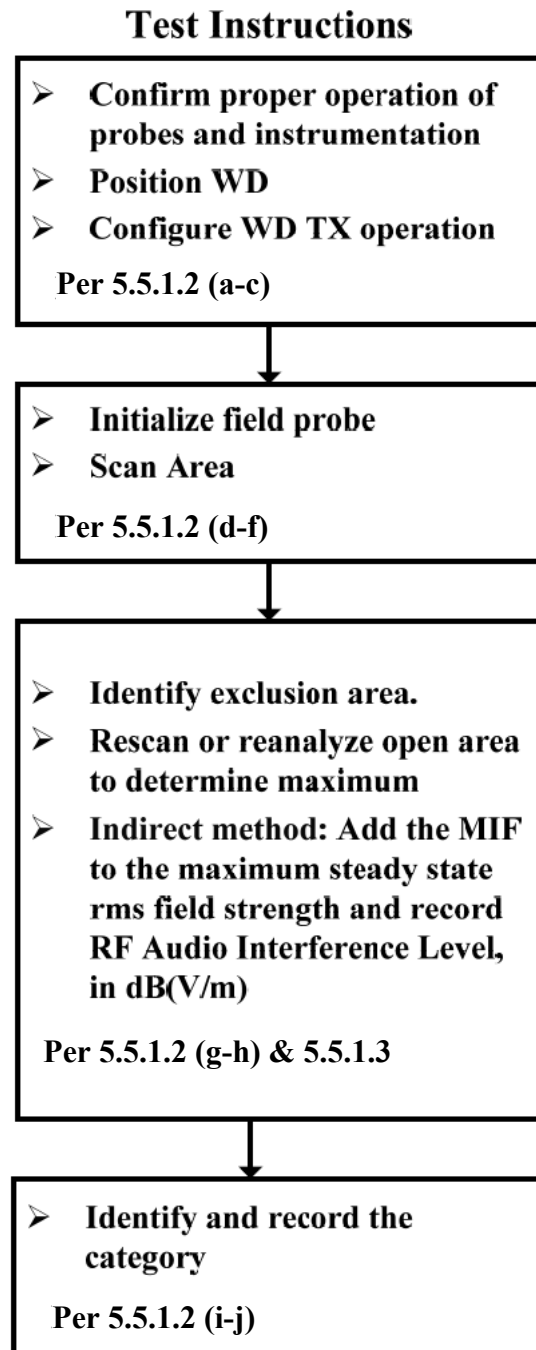 Test Instructions
➢ Confirm proper operation of
probes and instrumentation
➢ Position WD
➢ Configure WD TX operation
Per 5.5.1.2 (a-c)
➢ Initialize field probe
➢ Scan Area
Per 5.5.1.2 (d-f)
➢ Identify exclusion area.
➢ Rescan or reanalyze open area
to determine maximum
➢ Indirect method: Add the MIF
to the maximum steady state
rms field strength and record
RF Audio Interference Level,
in dB(V/m)
Per 5.5.1.2 (g-h) & 5.5.1.3
➢ Identify and record the
category
Per 5.5.1.2 (i-j)